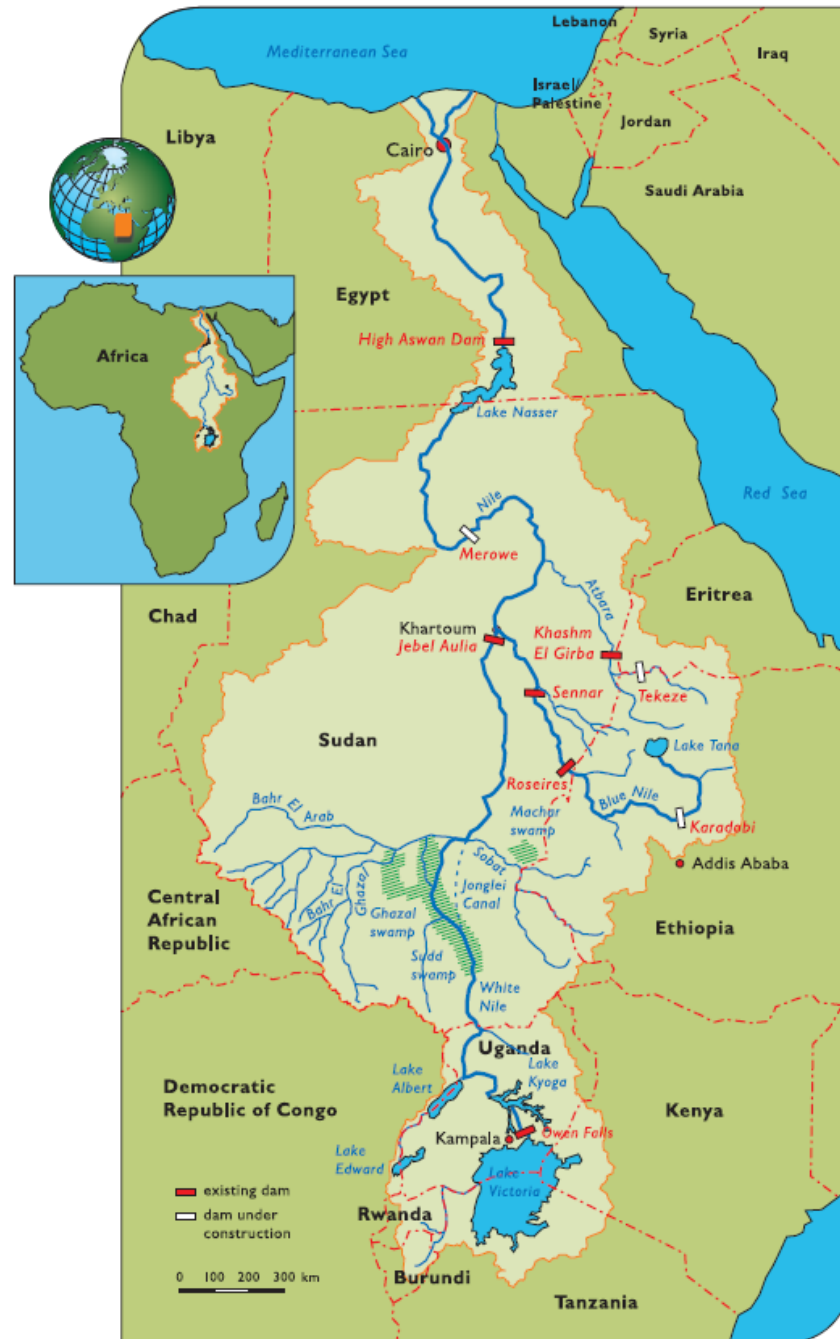 Lebanon
Mediterranean Sea
Syria
Iraq
Israel/
Palestine
Jordan
Libya
Cairo
Saudi Arabia
Egypt
Africa
High Aswan Dam
Lake Nasser
Red Sea
Nile
Merowe
Atbara
Eritrea
Chad
Khartoum
Jebel Aulia
Khashm
El Girba
Tekeze
Sennar
Sudan
Lake Tana
Roseires
Blue Nile
Karadobi
Bahr El
Arab
Machar
swamp
Addis Ababa
Sobat
Jonglei
Canal
Bahr El
Ghazal
Ghazal
swamp
Central
African
Republic
Ethiopia
Sudd
swamp
White
Nile
Uganda
Lake
Kyoga
Lake
Albert
Democratic
Republic of Congo
Kenya
Kampala
Owen Falls
Lake
Edward
Lake
Victoria
existing dam
dam under
construction
Rwanda
0 100 200 300 km
Burundi
Tanzania